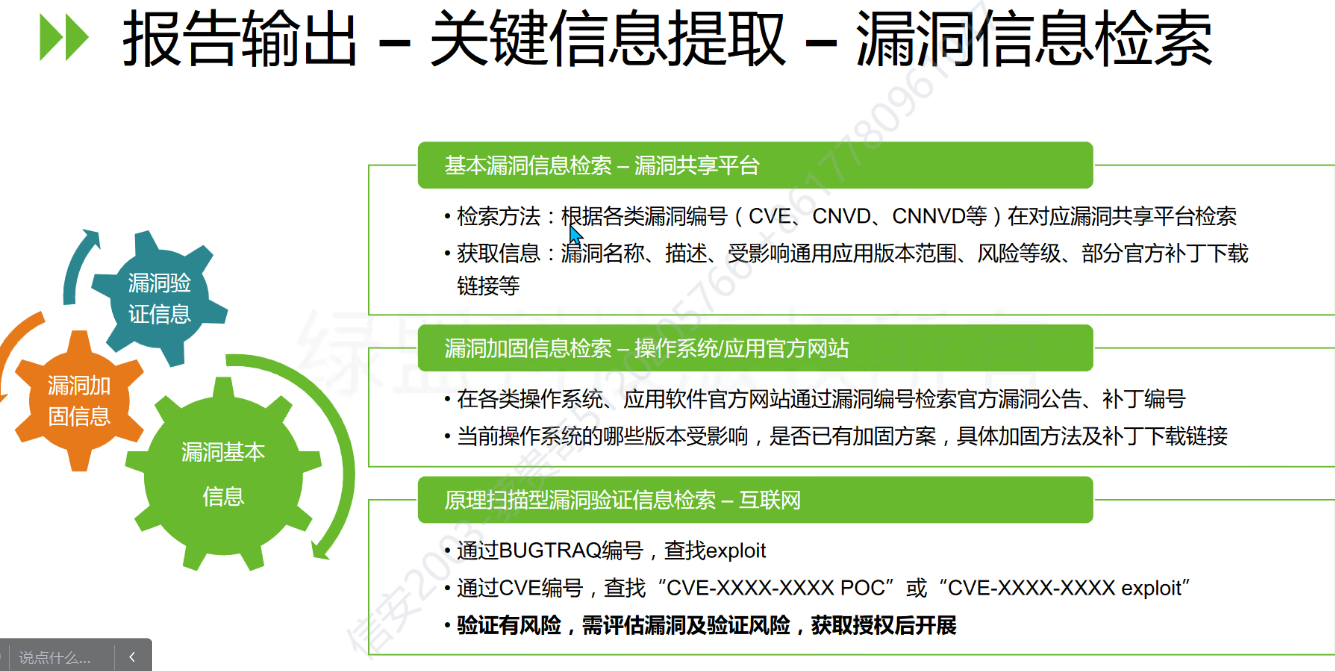 报告输出 – 关键信息提取 – 漏洞信息检索
基本漏洞信息检索 – 漏洞共享平台
• 检索方法：根据各类漏洞编号（CVE、CNVD、CNNVD等）在对应漏洞共享平台检索
• 获取信息：漏洞名称、描述、受影响通用应用版本范围、风险等级、部分官方补丁下载
链接等
漏洞验
证信息
漏洞加
固信息
漏洞基本
信息
漏洞加固信息检索 – 操作系统/应用官方网站
• 在各类操作系统、应用软件官方网站通过漏洞编号检索官方漏洞公告、补丁编号
• 当前操作系统的哪些版本受影响，是否已有加固方案，具体加固方法及补丁下载链接
原理扫描型漏洞验证信息检索 – 互联网
• 通过BUGTRAQ编号，查找exploit
• 通过CVE编号，查找“CVE-XXXX-XXXX POC”或“CVE-XXXX-XXXX exploit”
• 验证有风险，需评估漏洞及验证风险，获取授权后开展
说点什么...